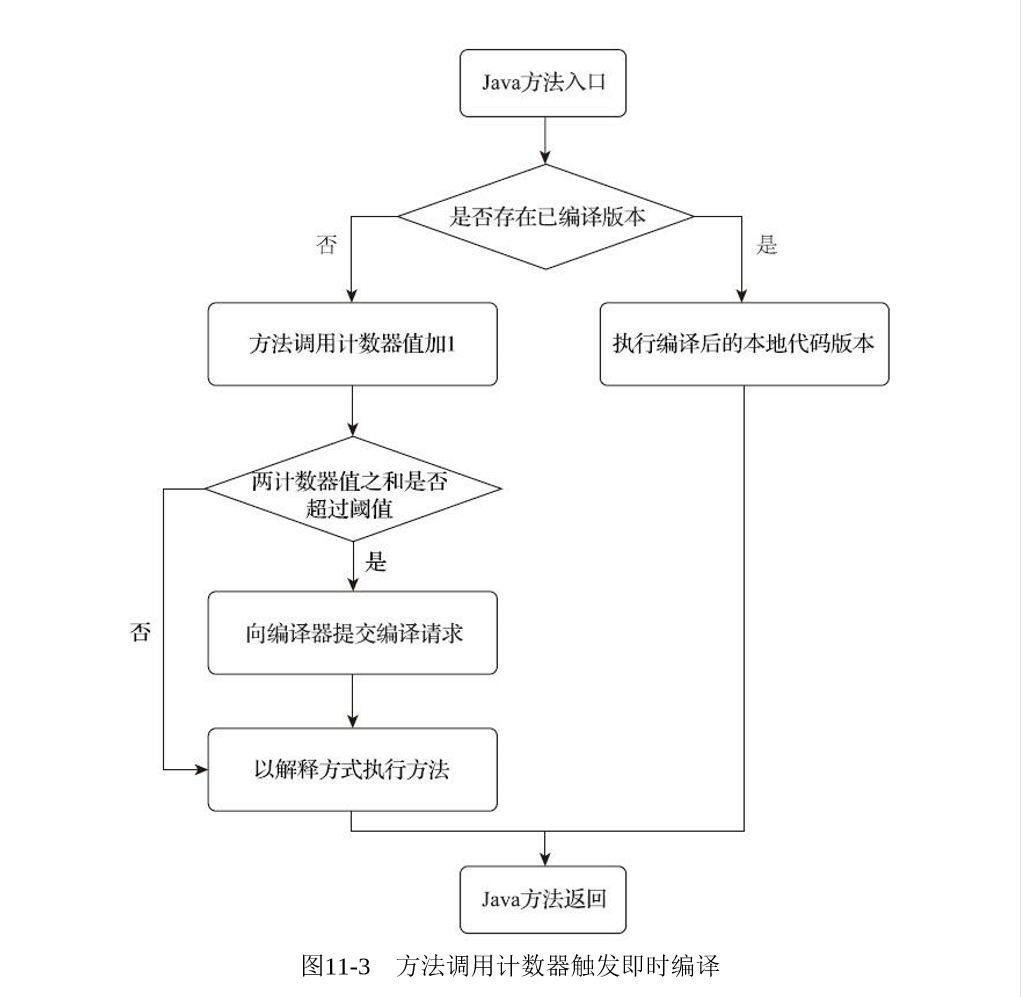 Java方法入口
是否存在已编译版本
否
是
方法调用计数器值加1
执行编译后的本地代码版本
两计数器值之和是否
超过阈值
是
否
向编译器提交编译请求
以解释方式执行方法
Java方法返回
图11-3 方法调用计数器触发即时编译